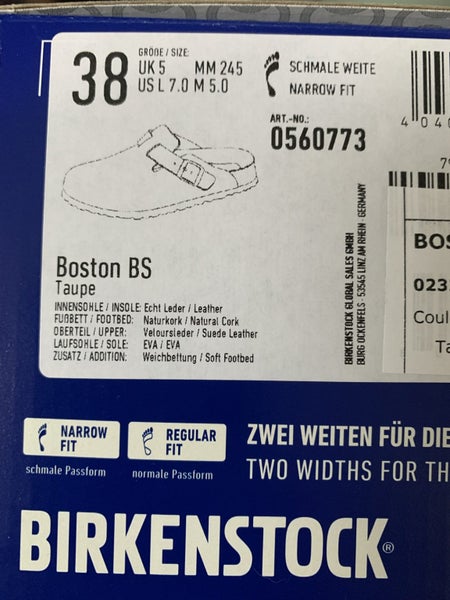 GRÖßE / SIZE:
38
UK 5 MM 245
US L 7.0 M 5.0
SCHMALE WEITE
NARROW FIT
ART.-NO.:
0560773
4 040
Boston BS
Taupe
INNENSOHLE / INSOLE: Echt Leder / Leather
FUßBETT / FOOTBED: Naturkork / Natural Cork
OBERTEIL / UPPER: Veloursleder / Suede Leather
LAUFSOHLE / SOLE: EVA / EVA
ZUSATZ / ADDITION: Weichbettung / Soft Footbed
BIRKENSTOCK GLOBAL SALES GMBH
BURG OCKENFELS · 53545 LINZ AM RHEIN · GERMANY
BOS
023
Coul
Ta
NARROW
FIT
schmale Passform
REGULAR
FIT
normale Passform
ZWEI WEITEN FÜR DIE
TWO WIDTHS FOR TH
BIRKENSTOCK®